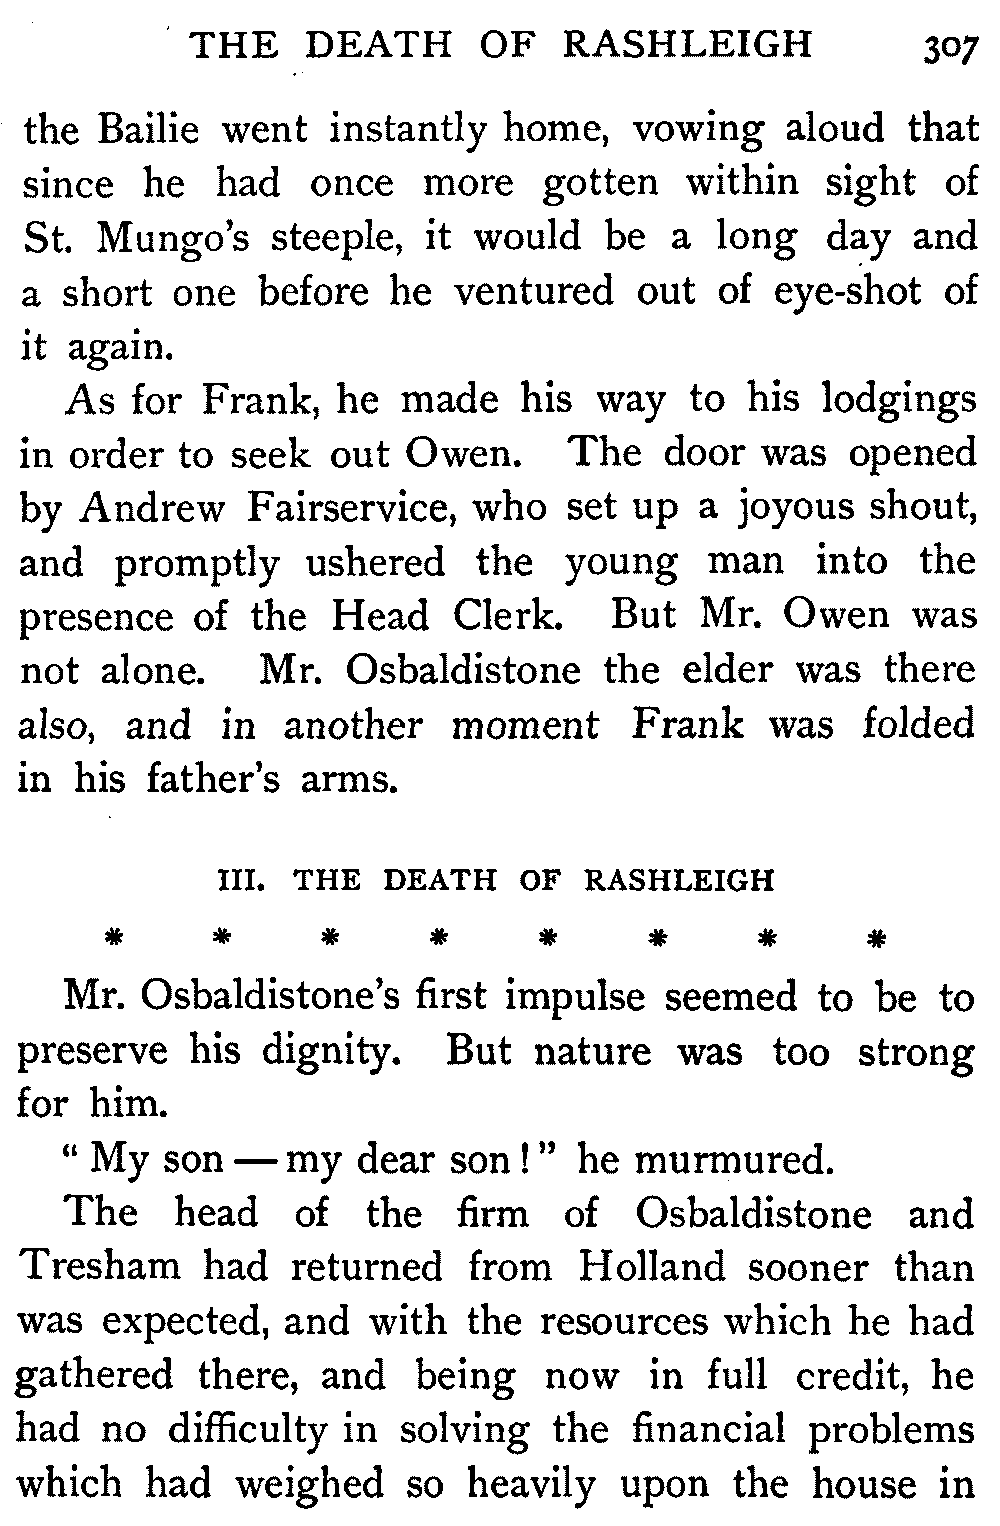 THE DEATH OF RASHLEIGH 307
the Bailie went instantly home, vowing aloud that
since he had once more gotten within sight of
St. Mungo's steeple, it would be a long day and
a short one before he ventured out of eye-shot of
it again.
As for Frank, he made his way to his lodgings
in order to seek out Owen. The door was opened
by Andrew Fairservice, who set up a joyous shout,
and promptly ushered the young man into the
presence of the Head Clerk. But Mr. Owen was
not alone. Mr. Osbaldistone the elder was there
also, and in another moment Frank was folded
in his father's arms.
III. THE DEATH OF RASHLEIGH
* * * * * * * *
Mr. Osbaldistone's first impulse seemed to be to
preserve his dignity. But nature was too strong
for him.
“ My son — my dear son ! ” he murmured.
The head of the firm of Osbaldistone and
Tresham had returned from Holland sooner than
was expected, and with the resources which he had
gathered there, and being now in full credit, he
had no difficulty in solving the financial problems
which had weighed so heavily upon the house in